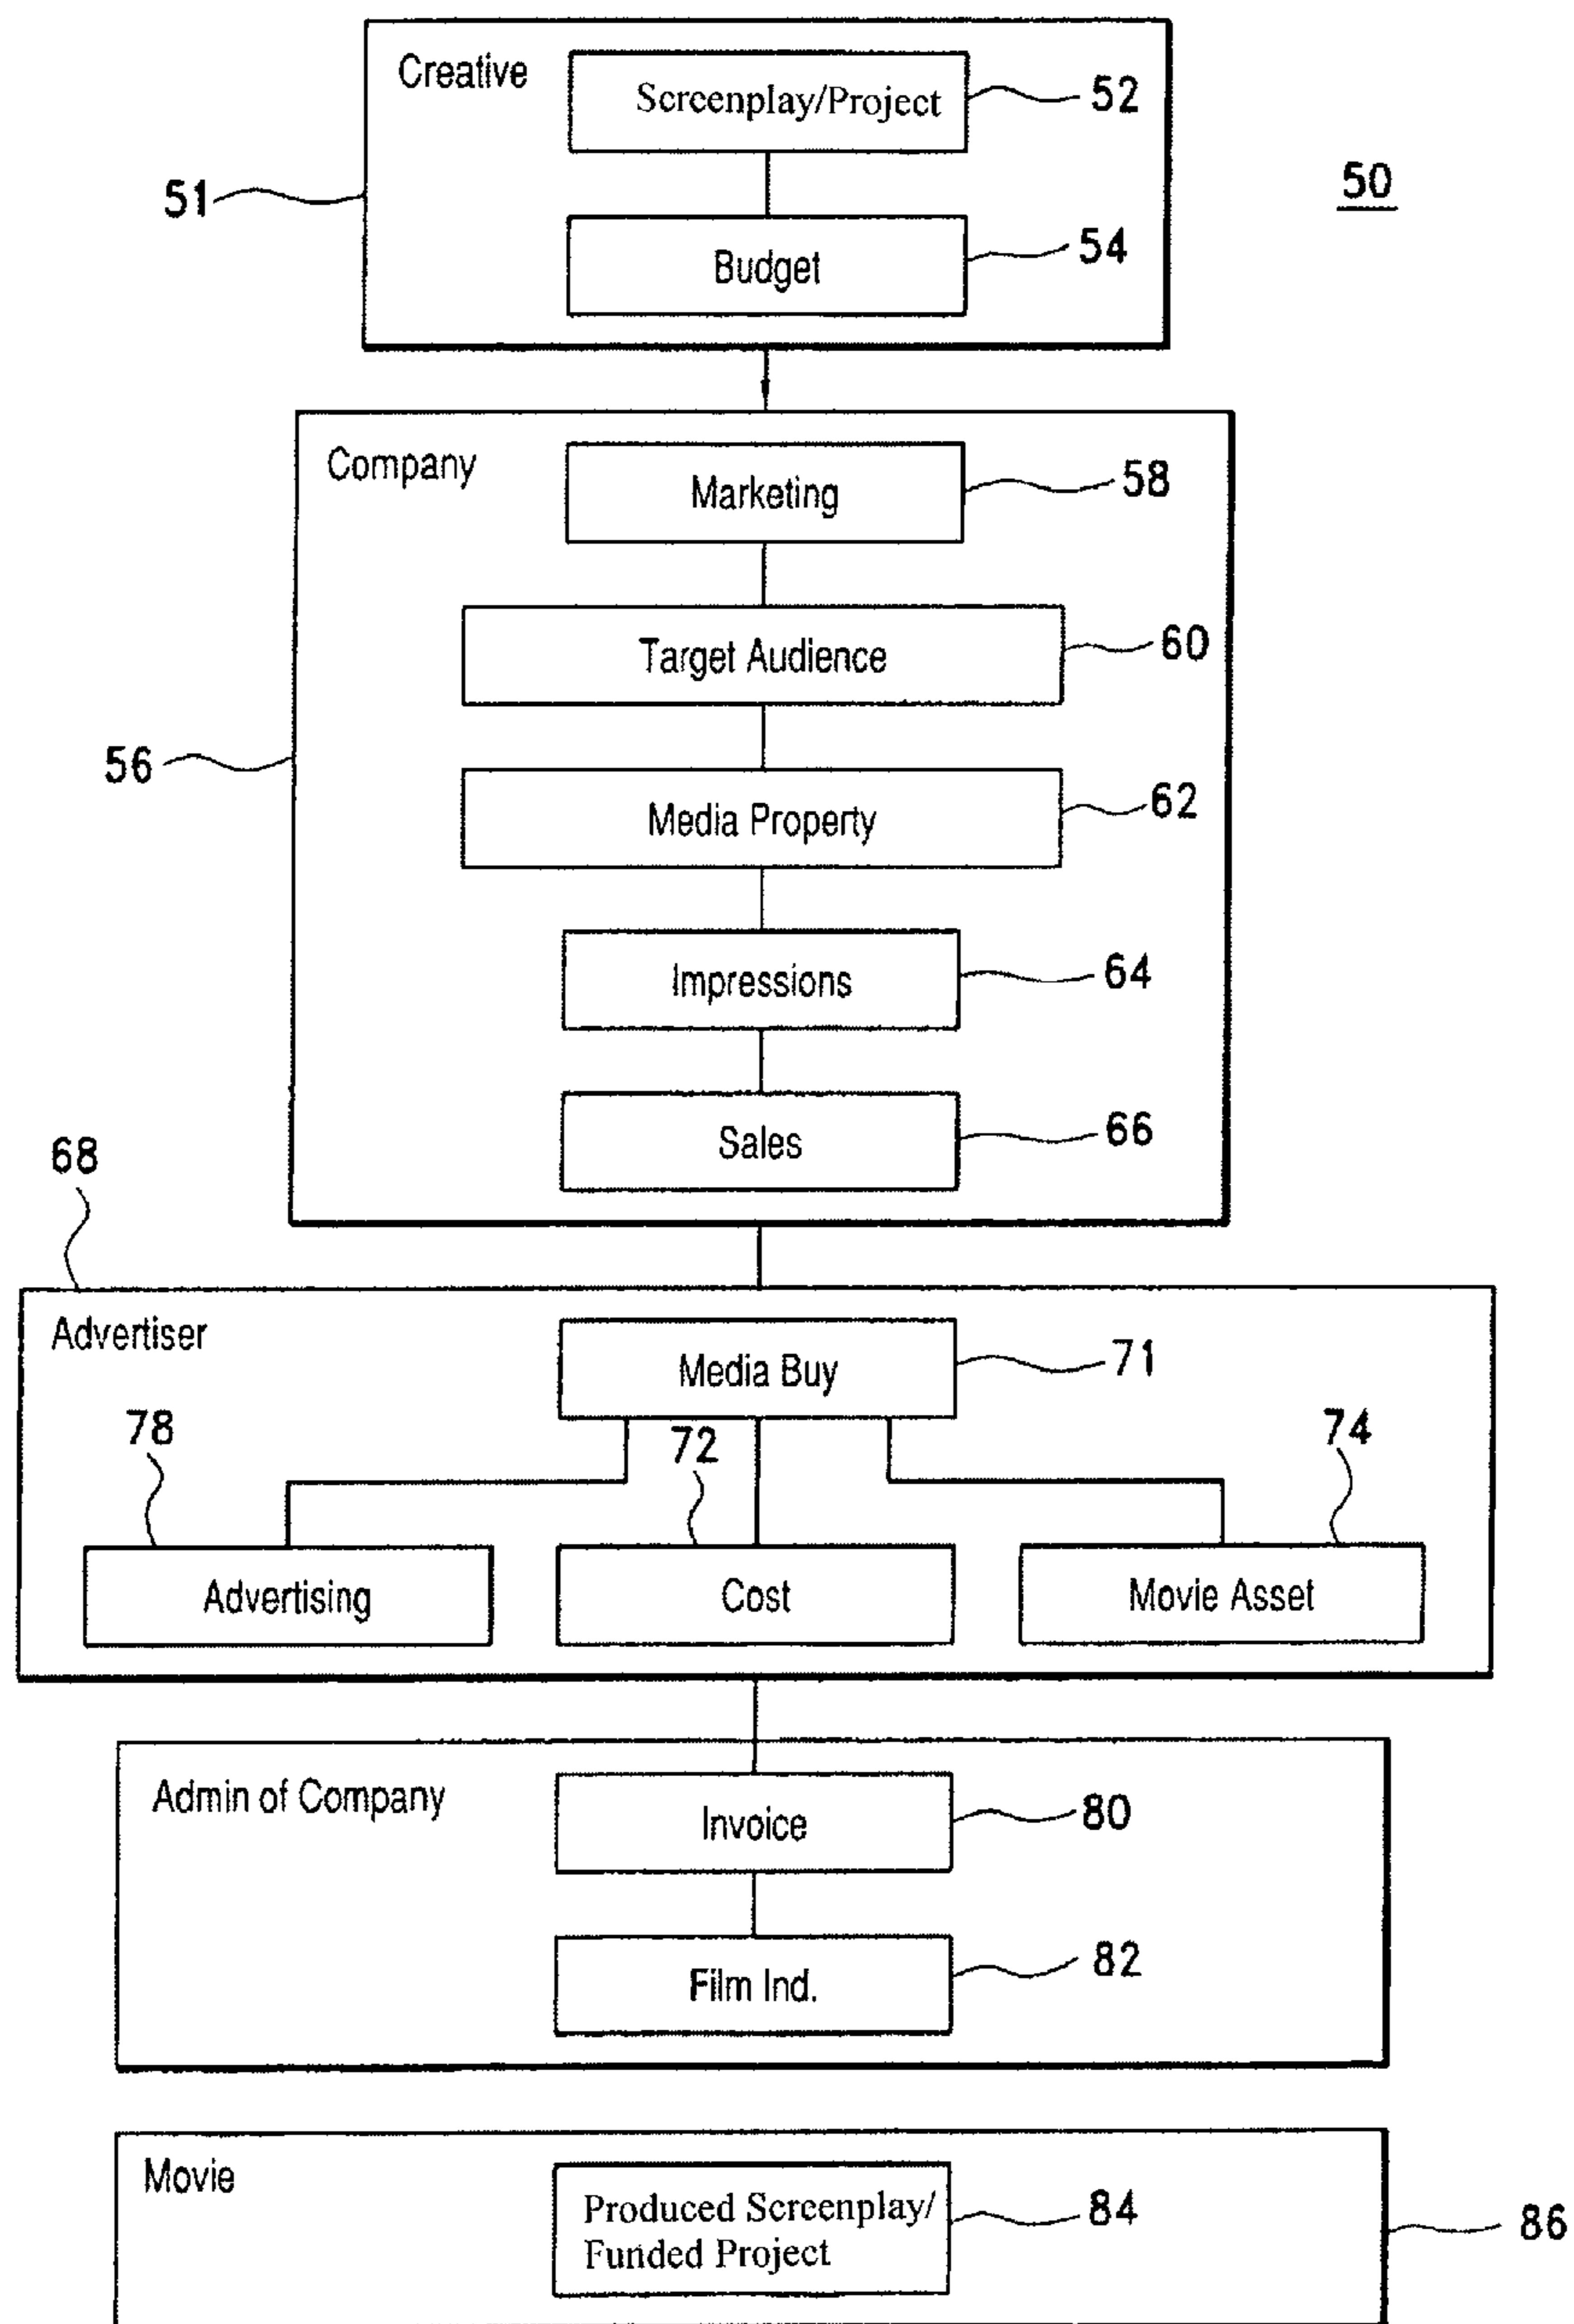 Creative
Screenplay/Project
52
51
50
Budget
54
Company
Marketing
58
Target Audience
60
56
Media Property
62
Impressions
64
Sales
66
68
Advertiser
Media Buy
71
78
72
74
Advertising
Cost
Movie Asset
Admin of Company
Invoice
80
Film Ind.
82
Movie
Produced Screenplay/
Funded Project
84
86